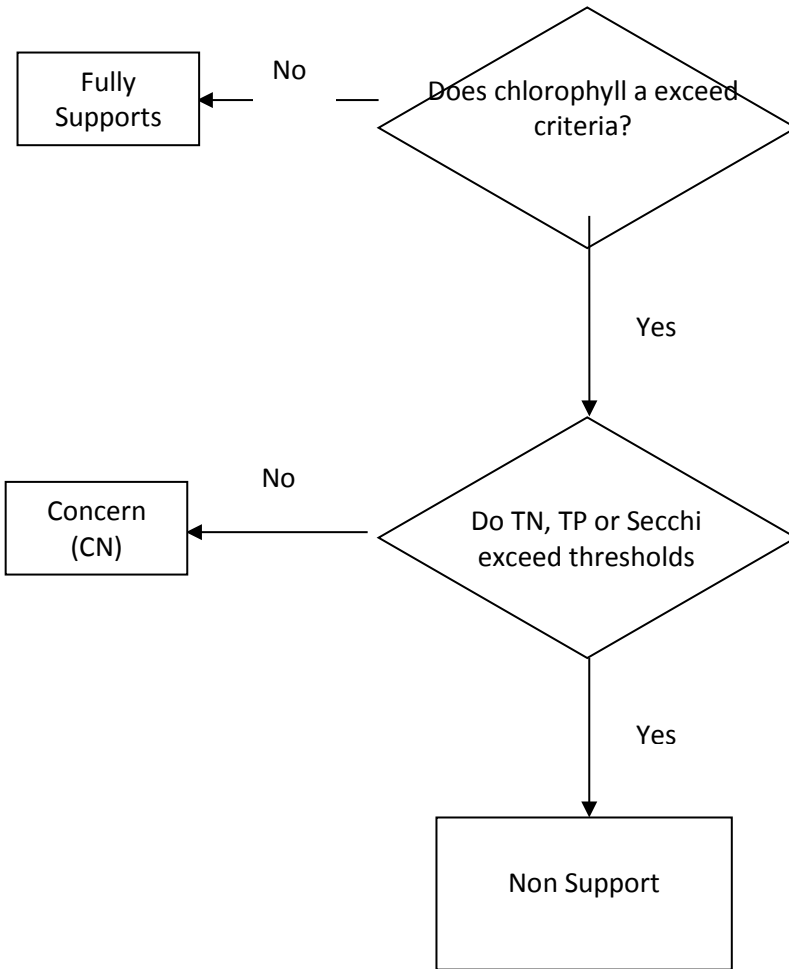 No
Fully
Supports
Does chlorophyll a exceed
criteria?
Yes
No
Concern
(CN)
Do TN, TP or Secchi
exceed thresholds
Yes
Non Support